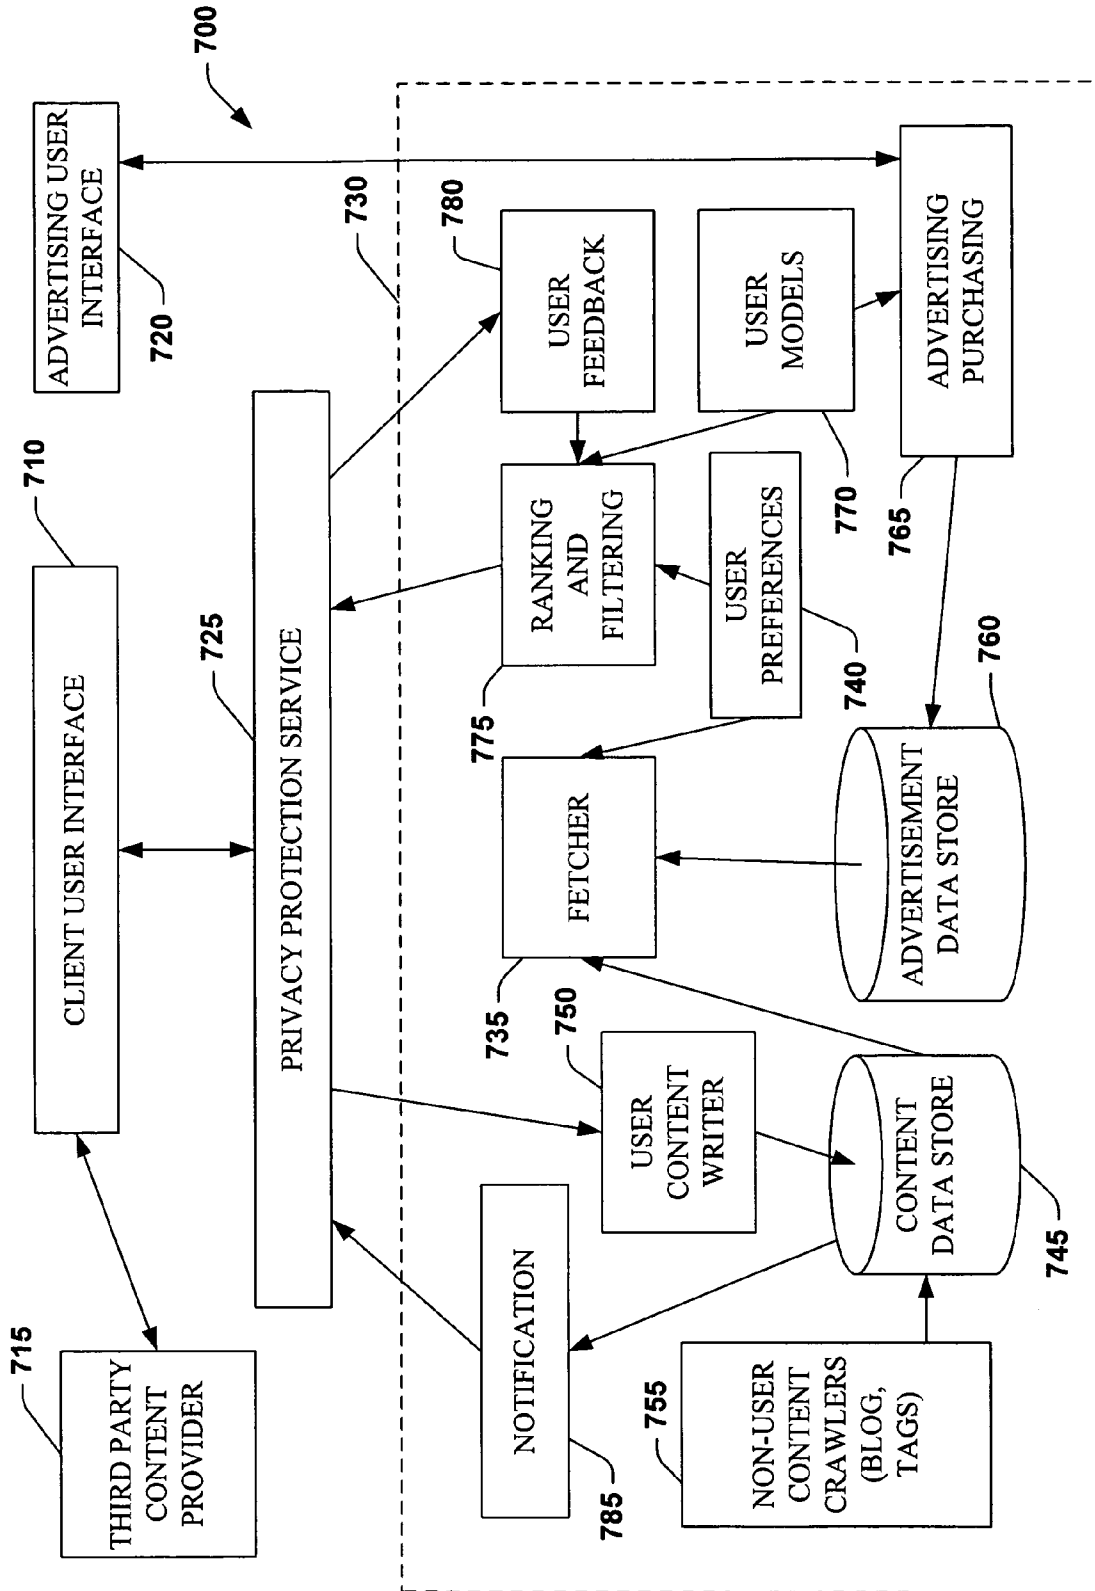 700
ADVERTISING USER
INTERFACE
720
710
CLIENT USER INTERFACE
715
THIRD PARTY
CONTENT
PROVIDER
725
PRIVACY PROTECTION SERVICE
730
780
USER
FEEDBACK
RANKING
AND
FILTERING
775
FETCHER
735
750
USER
CONTENT
WRITER
NOTIFICATION
785
USER
MODELS
770
USER
PREFERENCES
740
ADVERTISING
PURCHASING
765
760
ADVERTISEMENT
DATA STORE
CONTENT
DATA STORE
745
755
NON-USER
CONTENT
CRAWLERS
(BLOG,
TAGS)